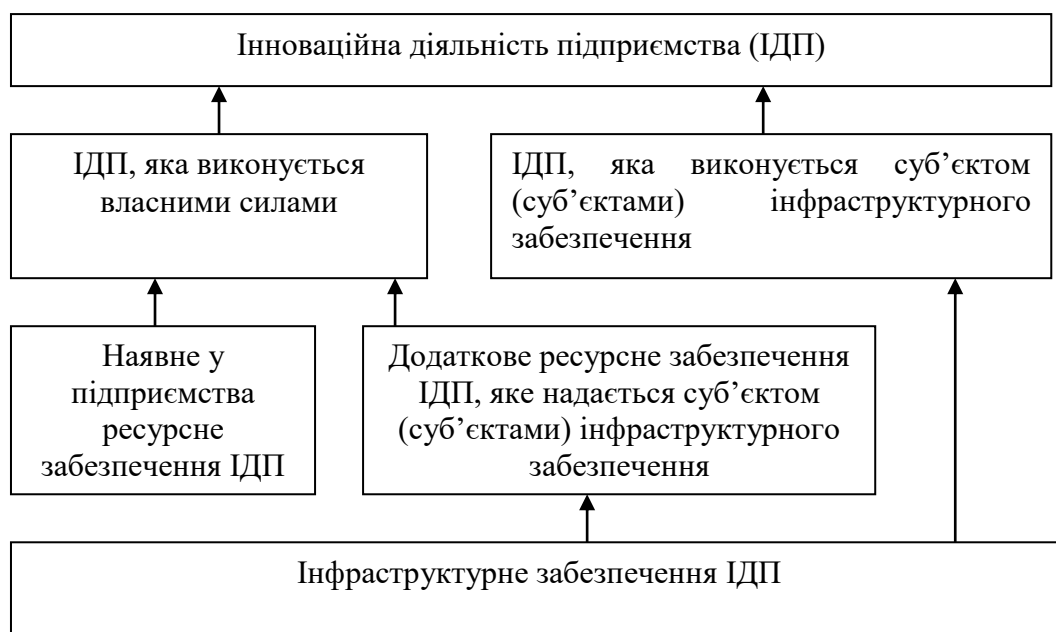 Інноваційна діяльність підприємства (ІДП)
ІДП, яка виконується
власними силами
ІДП, яка виконується суб’єктом
(суб’єктами) інфраструктурного
забезпечення
Наявне у
підприємства
ресурсне
забезпечення ІДП
Додаткове ресурсне забезпечення
ІДП, яке надається суб’єктом
(суб’єктами) інфраструктурного
забезпечення
Інфраструктурне забезпечення ІДП